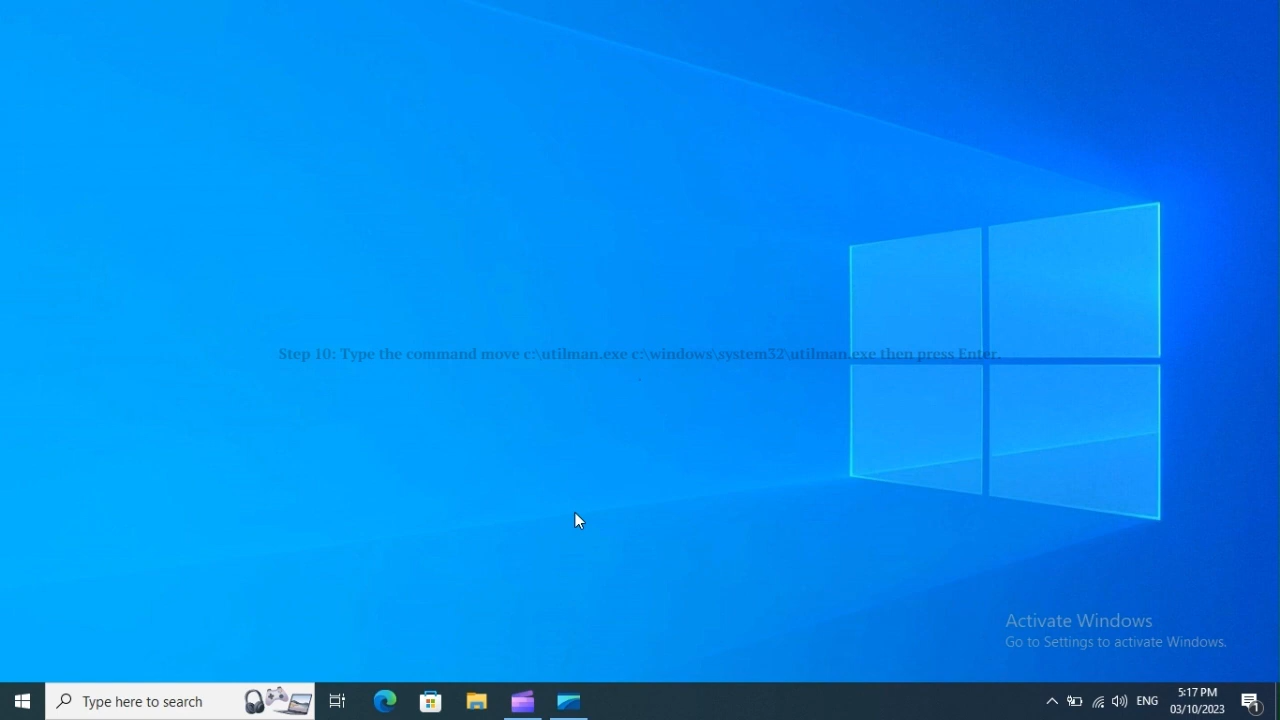 Step 10: Type the command move c:\utilman.exe c:\windows\system32\utilman.exe then press Enter.
Activate Windows
Go to Settings to activate Windows.
Type here to search
ENG
5:17 PM
03/10/2023
1